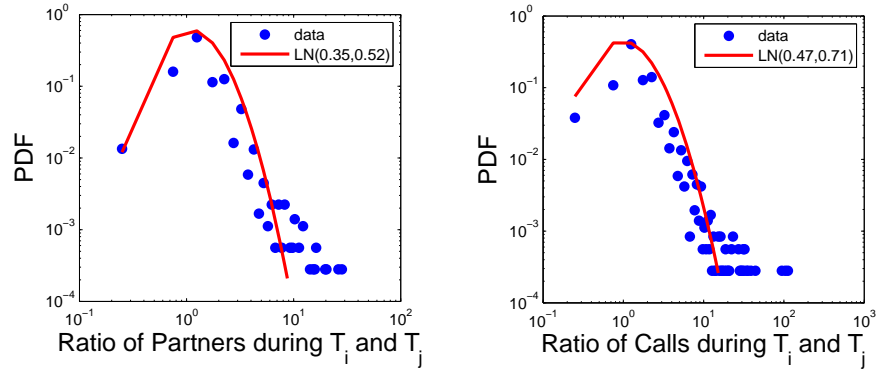 10^0
10^-1
10^-2
10^-3
10^-4
PDF
10^-1 10^0 10^1 10^2
Ratio of Partners during T_i and T_j
data
LN(0.35,0.52)
10^0
10^-1
10^-2
10^-3
10^-4
PDF
10^-1 10^0 10^1 10^2 10^3
Ratio of Calls during T_i and T_j
data
LN(0.47,0.71)